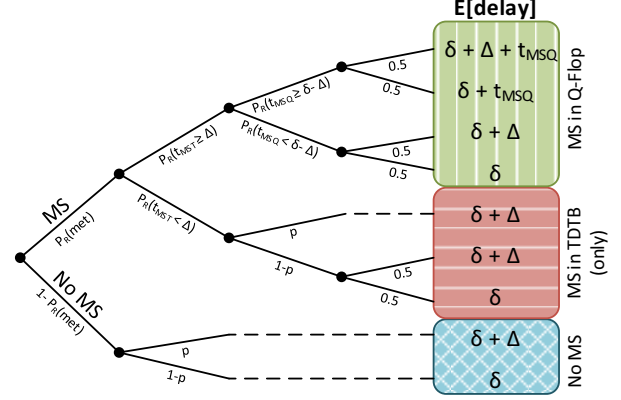 E[delay]
MS
P_R(met)
No MS
1- P_R(met)
P_R(t_MST ≥ Δ)
P_R(t_MST < Δ)
P_R(t_MSQ ≥ δ- Δ)
P_R(t_MSQ < δ- Δ)
0.5
0.5
0.5
0.5
p
1-p
0.5
0.5
p
1-p
δ + Δ + t_MSQ
δ + t_MSQ
δ + Δ
δ
MS in Q-Flop
δ + Δ
δ + Δ
δ
MS in TDTB
(only)
δ + Δ
δ
No MS